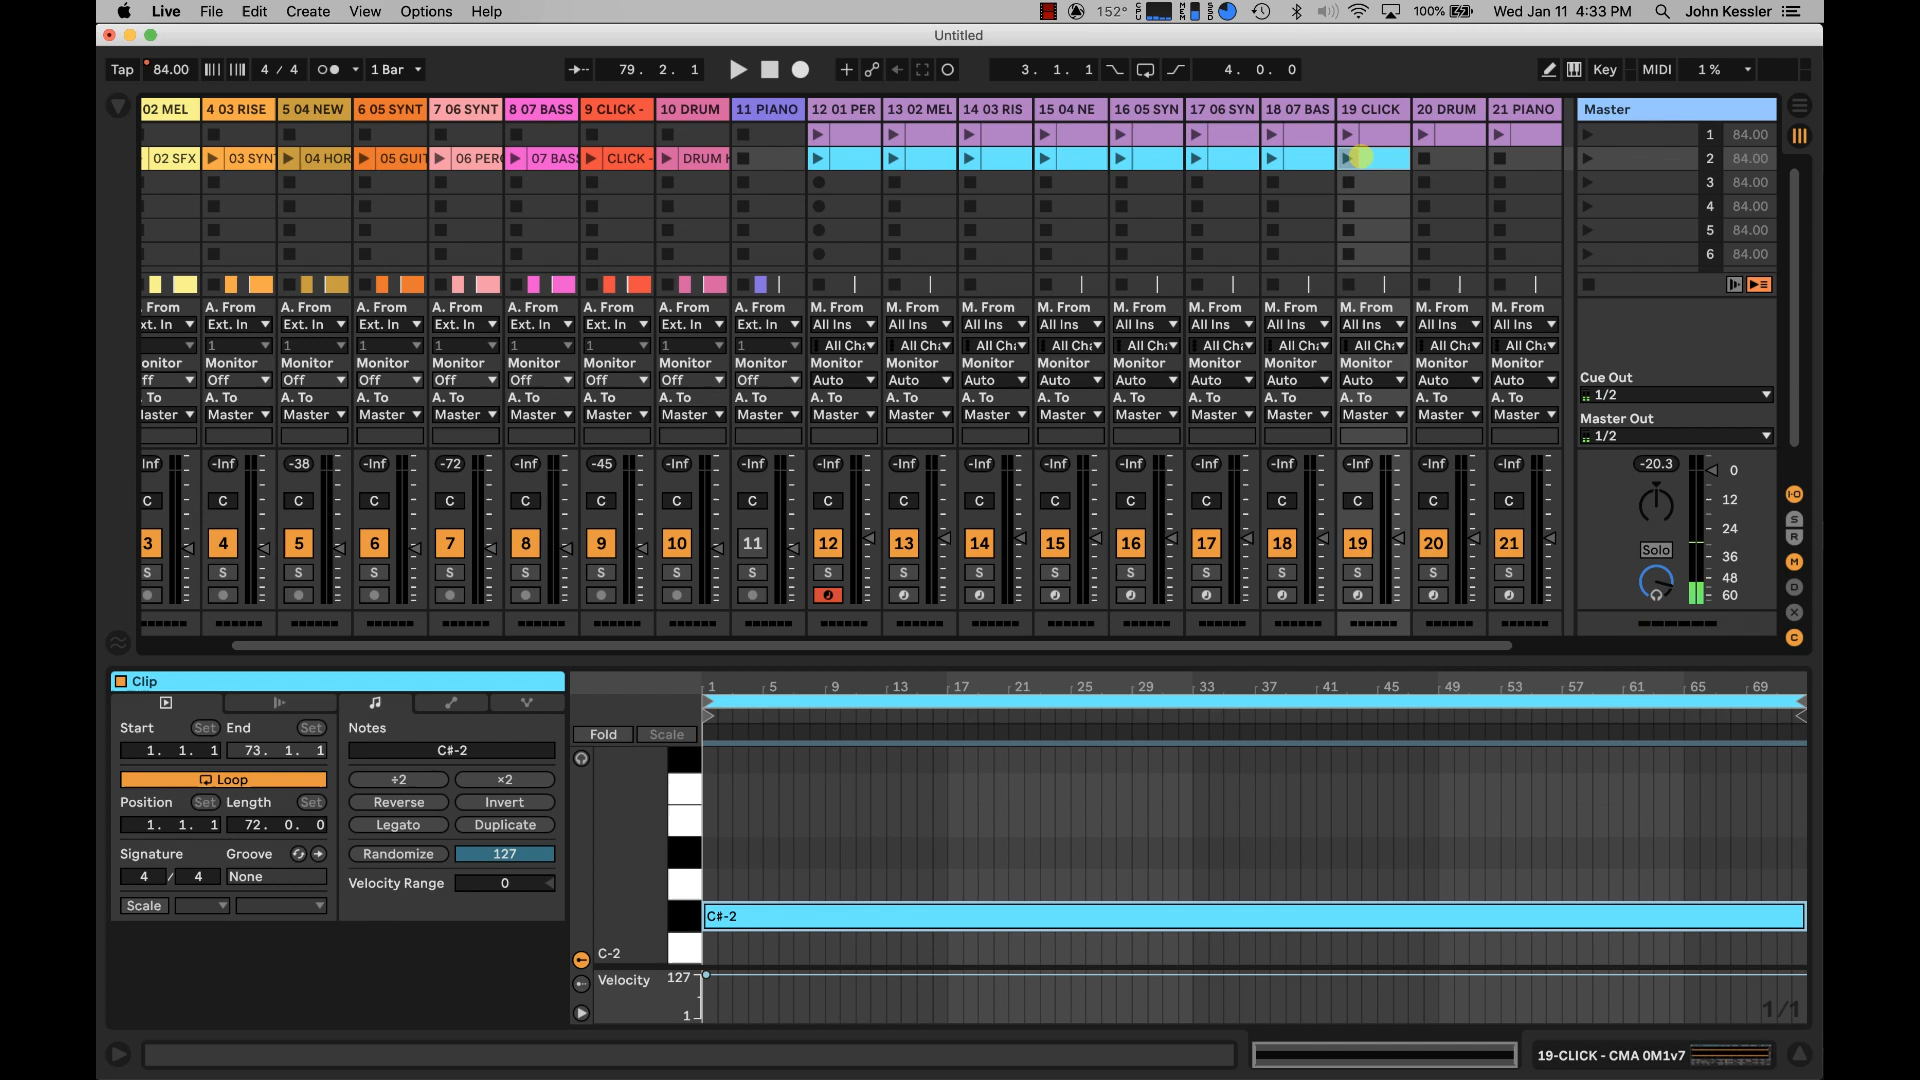 Live File Edit Create View Options Help 152° CPU MEM SSD 100% Wed Jan 11 4:33 PM John Kessler
Untitled
Tap 84.00 4 / 4 1 Bar 79. 2. 1 3. 1. 1 4. 0. 0 Key MIDI 1 %
02 MEL 4 03 RISE 5 04 NEW 6 05 SYNT 7 06 SYNT 8 07 BASS 9 CLICK - 10 DRUM 11 PIANO 12 01 PER 13 02 MEL 14 03 RIS 15 04 NE 16 05 SYN 17 06 SYN 18 07 BAS 19 CLICK 20 DRUM 21 PIANO Master
1 84.00
02 SFX 03 SYN 04 HOR 05 GUIT 06 PERC 07 BAS CLICK - DRUM 2 84.00
3 84.00
4 84.00
5 84.00
6 84.00
From A. From A. From A. From A. From A. From A. From A. From A. From M. From M. From M. From M. From M. From M. From M. From M. From M. From M. From
xt. In Ext. In Ext. In Ext. In Ext. In Ext. In Ext. In Ext. In Ext. In All Ins All Ins All Ins All Ins All Ins All Ins All Ins All Ins All Ins All Ins
1 1 1 1 1 1 1 1 All Cha All Cha All Cha All Cha All Cha All Cha All Cha All Cha All Cha All Cha
onitor Monitor Monitor Monitor Monitor Monitor Monitor Monitor Monitor Monitor Monitor Monitor Monitor Monitor Monitor Monitor Monitor Monitor Monitor
ff Off Off Off Off Off Off Off Off Auto Auto Auto Auto Auto Auto Auto Auto Auto Auto Cue Out
. To A. To A. To A. To A. To A. To A. To A. To A. To A. To A. To A. To A. To A. To A. To A. To A. To A. To A. To 1/2
laster Master Master Master Master Master Master Master Master Master Master Master Master Master Master Master Master Master Master Master Out
1/2
Inf -Inf -38 -Inf -72 -Inf -45 -Inf -Inf -Inf -Inf -Inf -Inf -Inf -Inf -Inf -Inf -Inf -Inf -20.3 0
C C C C C C C C C C C C C C C C C C C 12
24
3 4 5 6 7 8 9 10 11 12 13 14 15 16 17 18 19 20 21 Solo 36
S S S S S S S S S S S S S S S S S S S 48
60
I-O
S
R
M
D
X
C
Clip
1 5 9 13 17 21 25 29 33 37 41 45 49 53 57 61 65 69
Start Set End Set Notes
1. 1. 1 73. 1. 1 C#-2
Fold Scale
Loop ÷2 ×2
Position Set Length Set Reverse Invert
1. 1. 1 72. 0. 0 Legato Duplicate
Signature Groove Randomize 127
4 / 4 None Velocity Range 0
Scale
C#-2
C-2
Velocity 127
1
1/1
19-CLICK - CMA 0M1v7